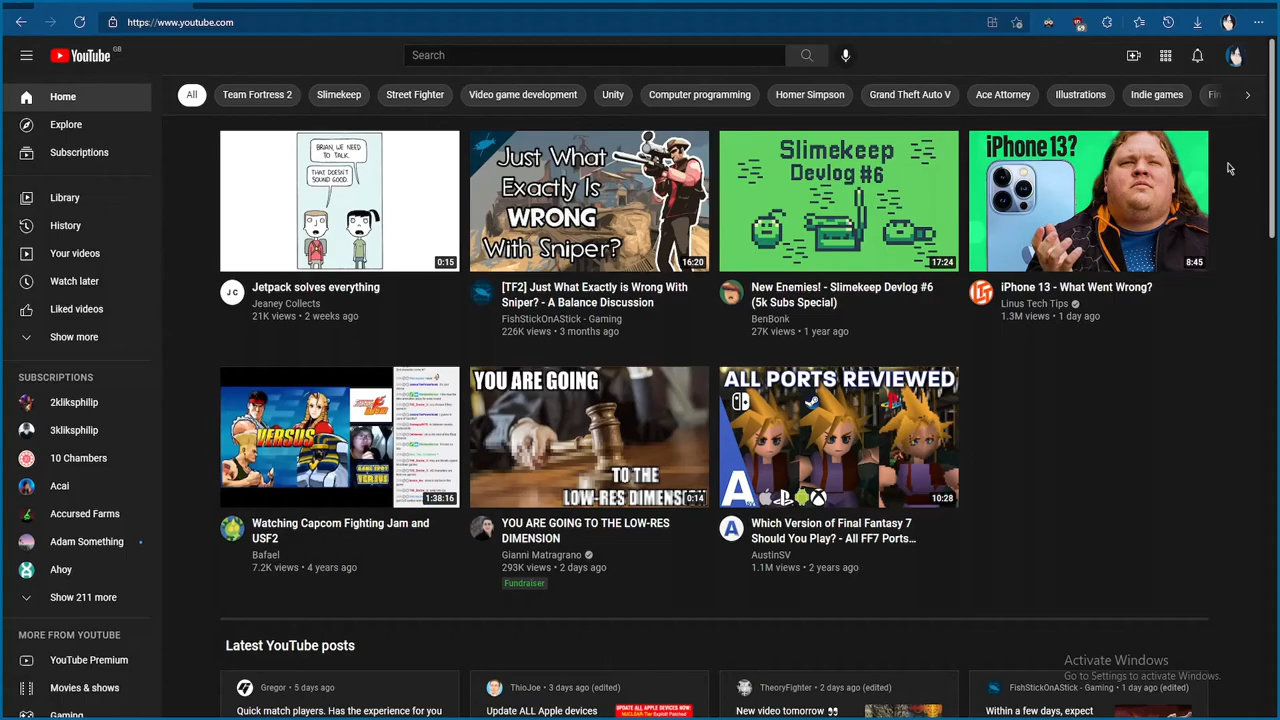 https://www.youtube.com
69
YouTube GB
Search
Home
Explore
Subscriptions
Library
History
Your videos
Watch later
Liked videos
Show more
SUBSCRIPTIONS
2kliksphilip
3kliksphilip
10 Chambers
Acai
Accursed Farms
Adam Something
Ahoy
Show 211 more
MORE FROM YOUTUBE
YouTube Premium
Movies & shows
Gaming
All
Team Fortress 2
Slimekeep
Street Fighter
Video game development
Unity
Computer programming
Homer Simpson
Grand Theft Auto V
Ace Attorney
Illustrations
Indie games
BRIAN, WE NEED
TO TALK.
THAT DOESN'T
SOUND GOOD.
0:15
J C
Jetpack solves everything
Jeaney Collects
21K views • 2 weeks ago
Just What
Exactly Is
WRONG
With Sniper?
16:20
[TF2] Just What Exactly is Wrong With
Sniper? - A Balance Discussion
FishStickOnAStick - Gaming
226K views • 3 months ago
Slimekeep
Devlog #6
17:24
New Enemies! - Slimekeep Devlog #6
(5k Subs Special)
BenBonk
27K views • 1 year ago
iPhone 13?
8:45
iPhone 13 - What Went Wrong?
Linus Tech Tips
1.3M views • 1 day ago
VERSUS
1:38:16
Watching Capcom Fighting Jam and
USF2
Bafael
7.2K views • 4 years ago
YOU ARE GOING
TO THE
LOW-RES DIMENS
0:14
YOU ARE GOING TO THE LOW-RES
DIMENSION
Gianni Matragrano
293K views • 2 days ago
Fundraiser
ALL PORTS REVIEWED
A
10:28
Which Version of Final Fantasy 7
Should You Play? - All FF7 Ports…
AustinSV
1.1M views • 2 years ago
Latest YouTube posts
Gregor • 5 days ago
Quick match players. Has the experience for you
ThioJoe • 3 days ago (edited)
Update ALL Apple devices
UPDATE ALL APPLE DEVICES NOW!
TheoryFighter • 2 days ago (edited)
New video tomorrow
FishStickOnAStick - Gaming • 1 day ago (edited)
Within a few days, expect
Activate Windows
Go to Settings to activate Windows.